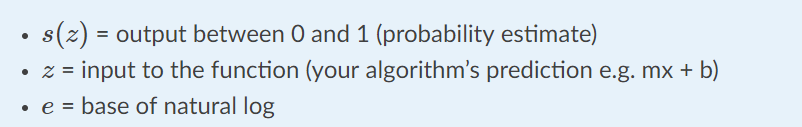 • s(z) = output between 0 and 1 (probability estimate)
• z = input to the function (your algorithm’s prediction e.g. mx + b)
• e = base of natural log